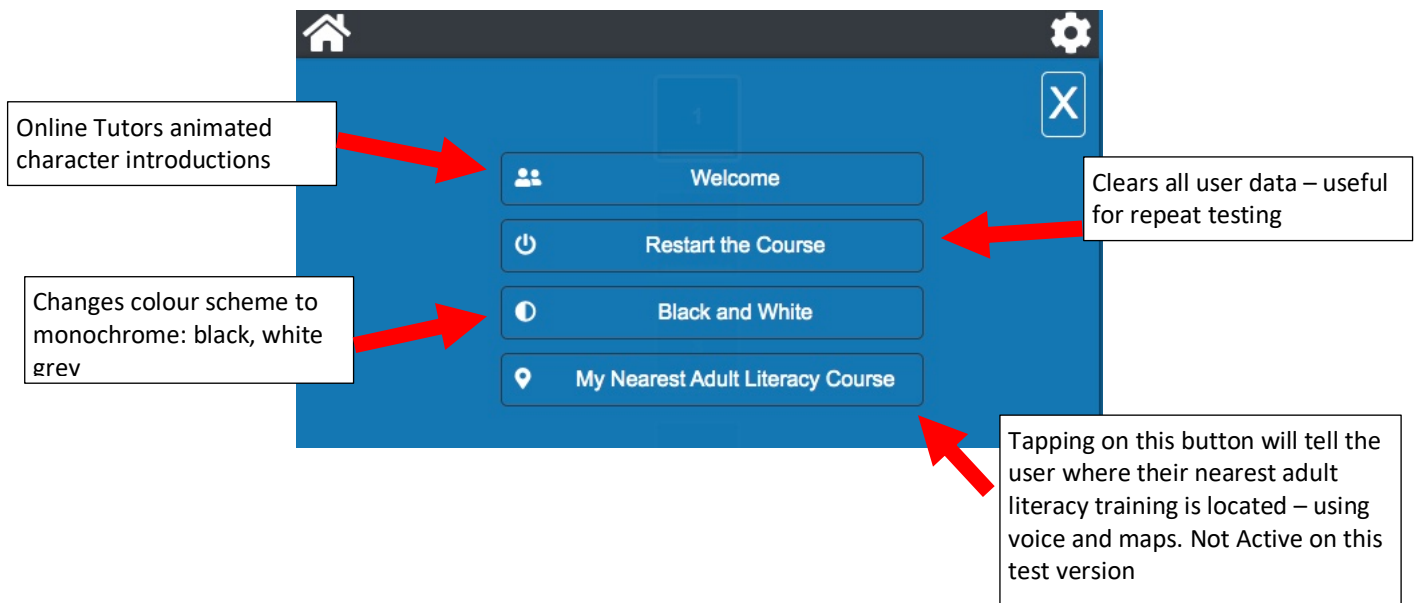 X
1
Online Tutors animated
character introductions
Welcome
Clears all user data – useful
for repeat testing
Restart the Course
Changes colour scheme to
monochrome: black, white
grey
Black and White
My Nearest Adult Literacy Course
Tapping on this button will tell the
user where their nearest adult
literacy training is located – using
voice and maps. Not Active on this
test version